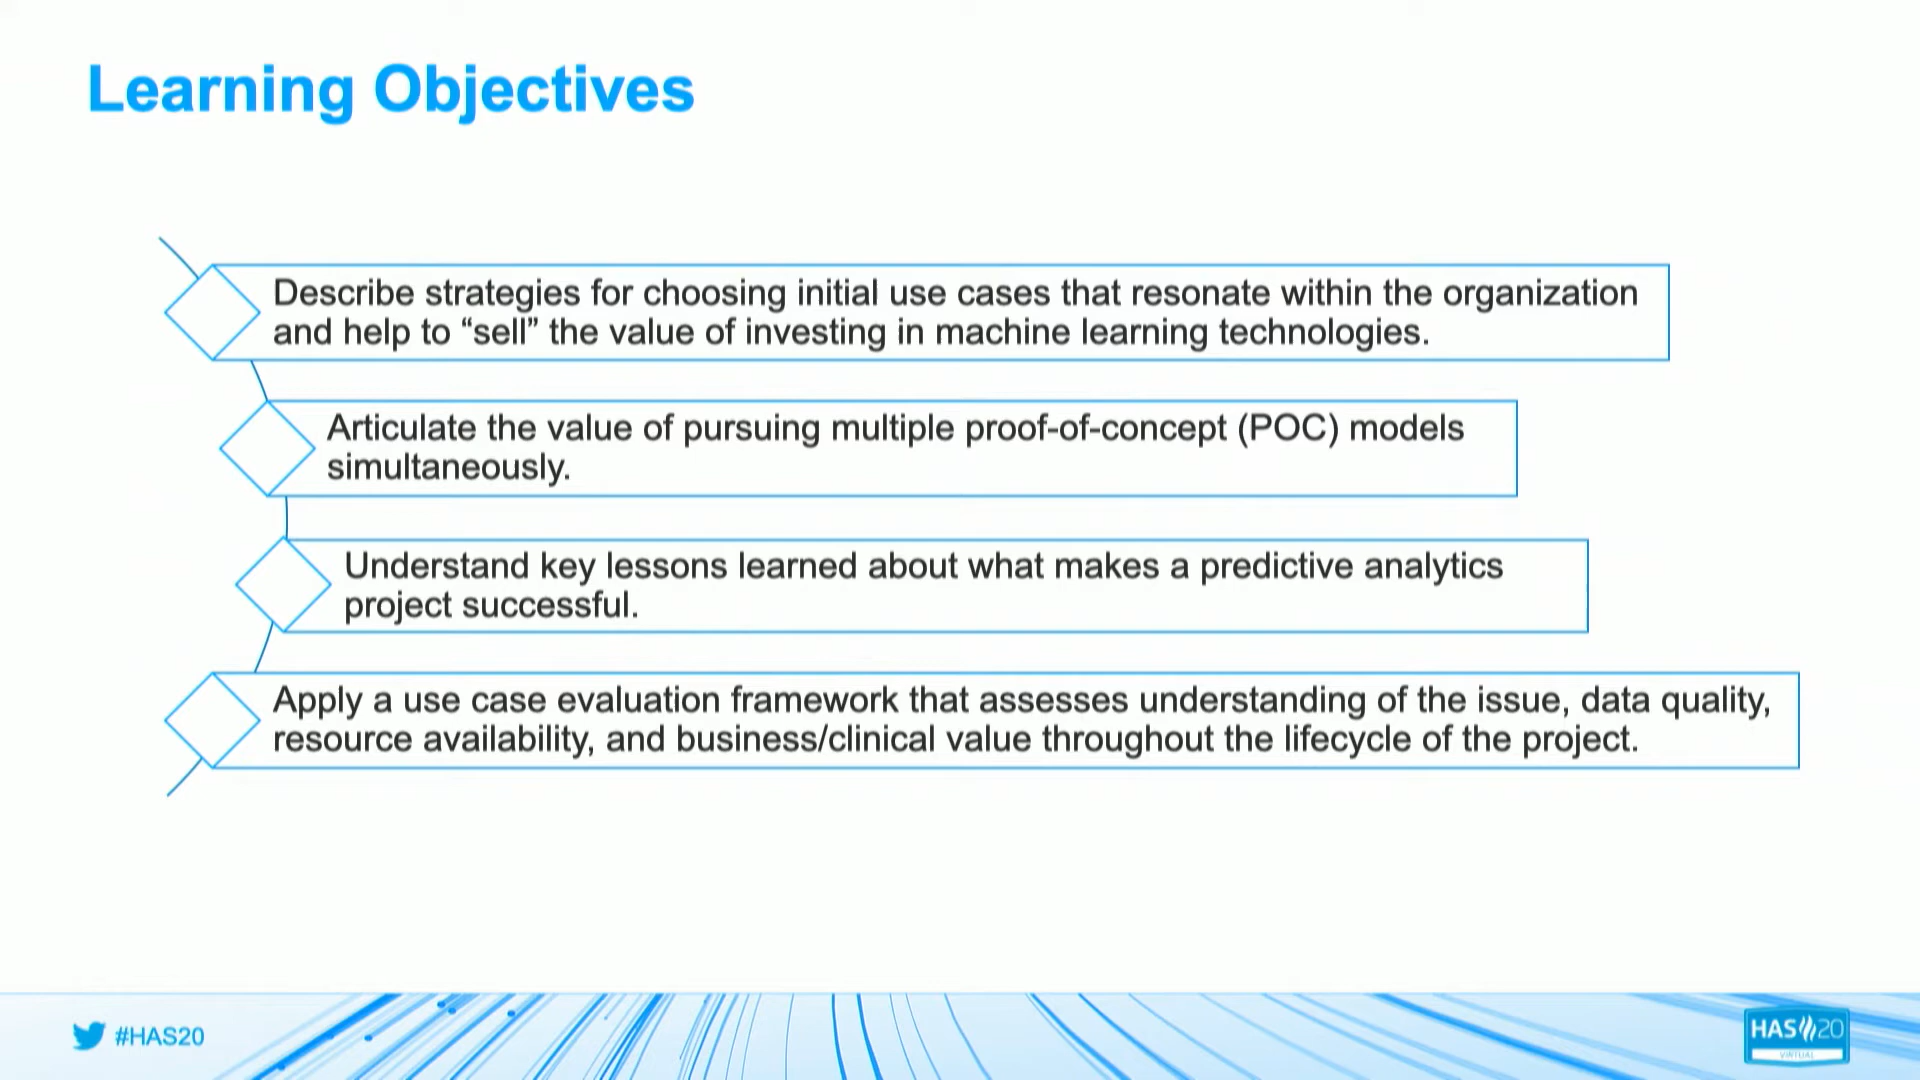 Learning Objectives
Describe strategies for choosing initial use cases that resonate within the organization
and help to “sell” the value of investing in machine learning technologies.
Articulate the value of pursuing multiple proof-of-concept (POC) models
simultaneously.
Understand key lessons learned about what makes a predictive analytics
project successful.
Apply a use case evaluation framework that assesses understanding of the issue, data quality,
resource availability, and business/clinical value throughout the lifecycle of the project.
#HAS20
HAS 20
VIRTUAL